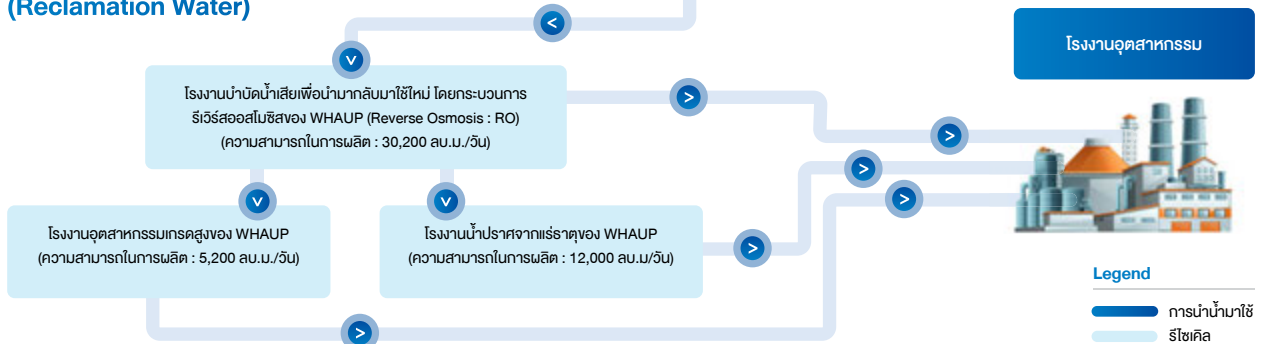 (Reclamation Water)
โรงงานอุตสาหกรรม
โรงงานบำบัดน้ำเสียเพื่อนำมากลับมาใช้ใหม่ โดยกระบวนการ
รีเวิร์สออสโมซิสของ WHAUP (Reverse Osmosis : RO)
(ความสามารถในการผลิต : 30,200 ลบ.ม./วัน)
โรงงานอุตสาหกรรมเกรดสูงของ WHAUP
(ความสามารถในการผลิต : 5,200 ลบ.ม./วัน)
โรงงานน้ำปราศจากแร่ธาตุของ WHAUP
(ความสามารถในการผลิต : 12,000 ลบ.ม/วัน)
Legend
การนำน้ำมาใช้
รีไซเคิล